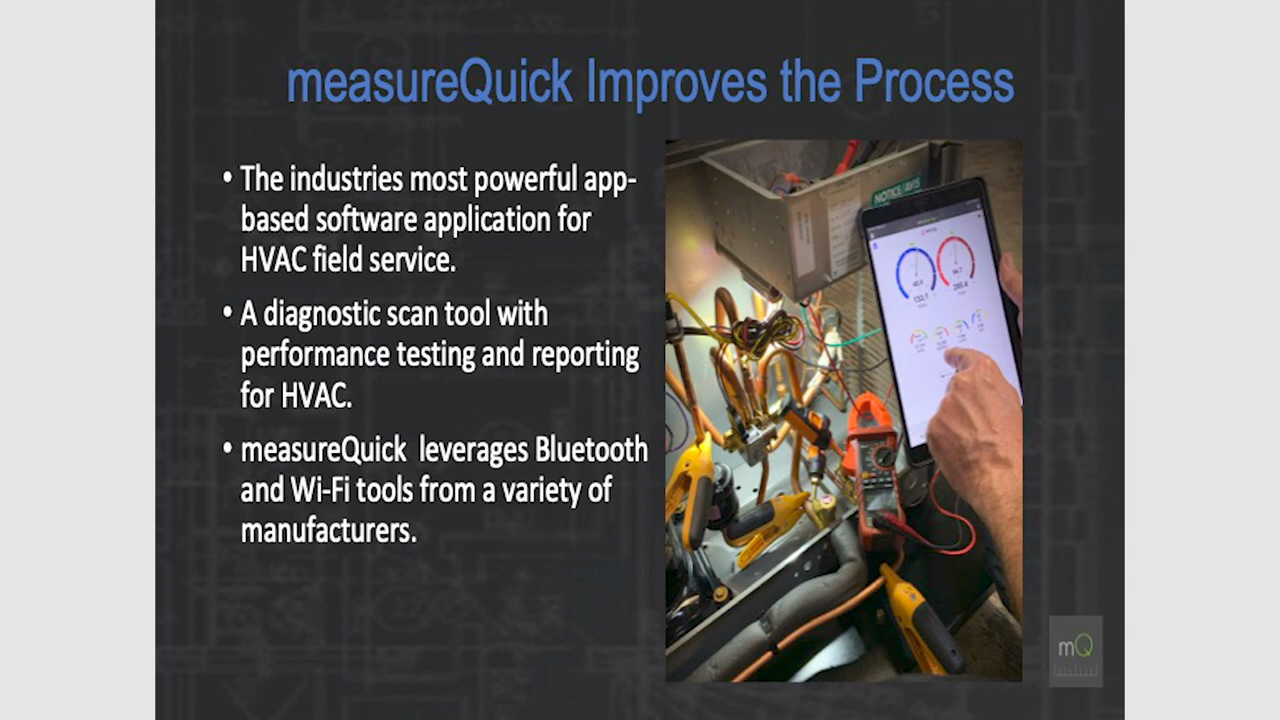 measureQuick Improves the Process
• The industries most powerful app-
based software application for
HVAC field service.
• A diagnostic scan tool with
performance testing and reporting
for HVAC.
• measureQuick leverages Bluetooth
and Wi-Fi tools from a variety of
manufacturers.
NOTICE/AVIS
mQ